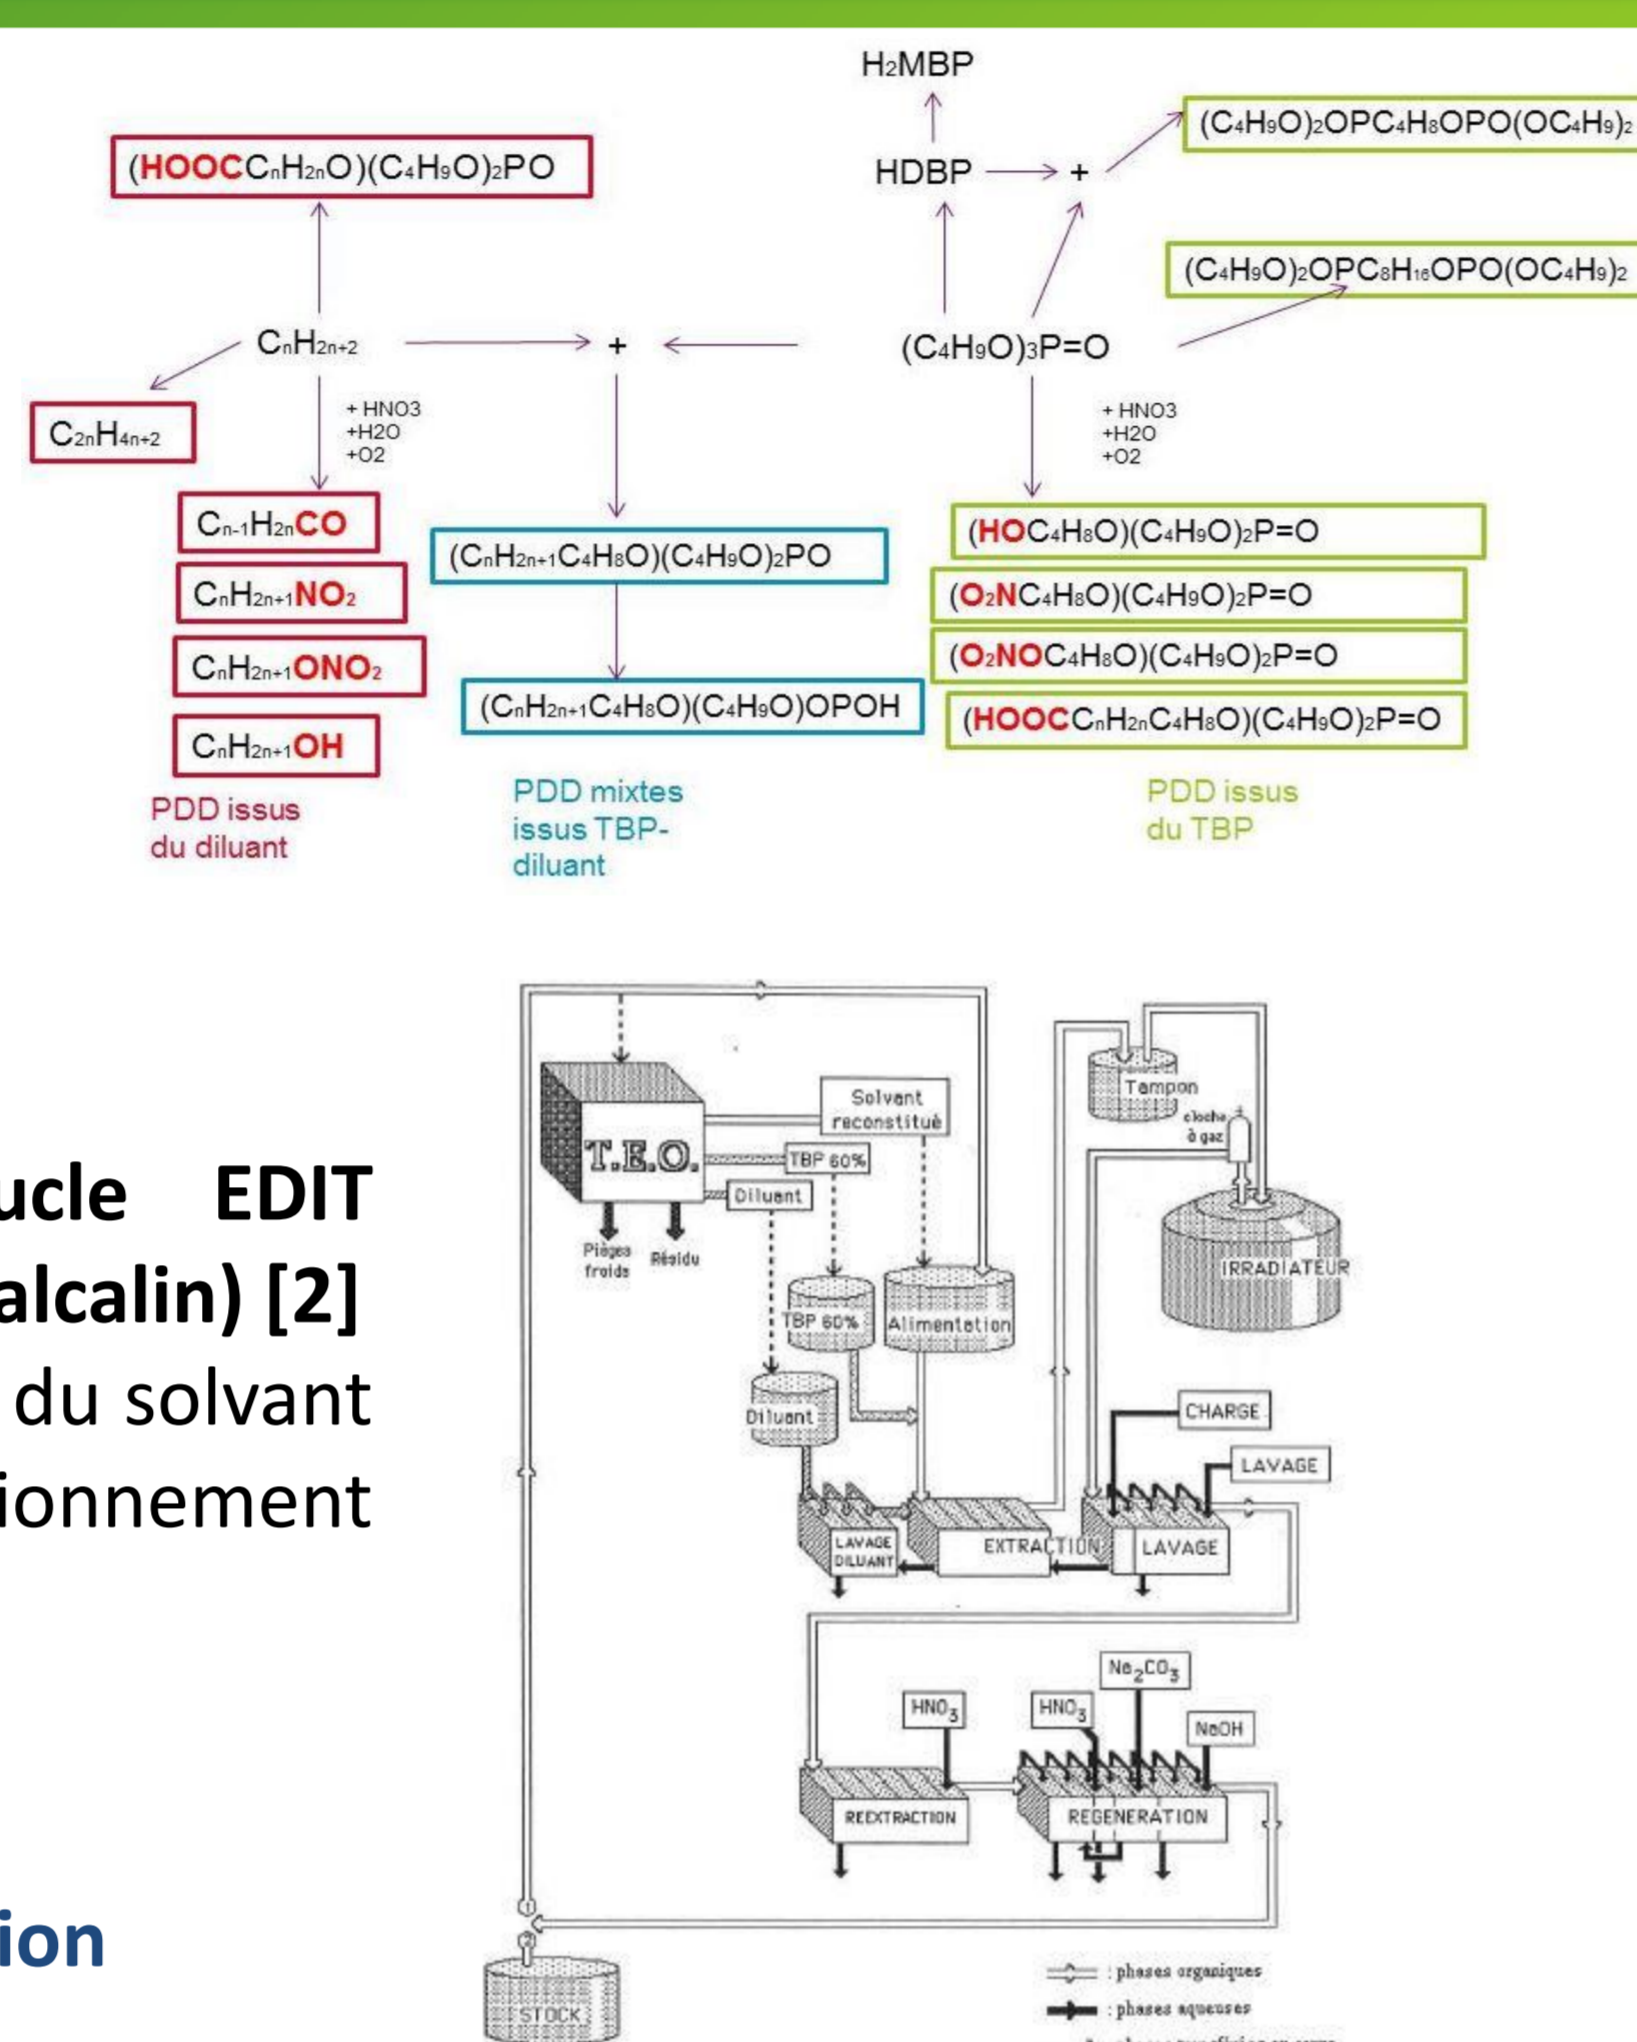 H2MBP
(C4H9O)2OPC4H8OPO(OC4H9)2
(HOOCCnH2nO)(C4H9O)2PO
HDBP
+
(C4H9O)2OPC8H16OPO(OC4H9)2
CnH2n+2
+
(C4H9O)3P=O
C2nH4n+2
+ HNO3
+H2O
+O2
+ HNO3
+H2O
+O2
Cn-1H2nCO
CnH2n+1NO2
CnH2n+1ONO2
CnH2n+1OH
PDD issus
du diluant
(CnH2n+1C4H8O)(C4H9O)2PO
(CnH2n+1C4H8O)(C4H9O)OPOH
PDD mixtes
issus TBP-
diluant
(HOC4H8O)(C4H9O)2P=O
(O2NC4H8O)(C4H9O)2P=O
(O2NOC4H8O)(C4H9O)2P=O
(HOOCCnH2nC4H8O)(C4H9O)2P=O
PDD issus
du TBP
ucle EDIT
alcalin) [2]
du solvant
ionnement
ion
T.E.O.
Solvant
reconstitué
TBP 60%
Diluant
Pièges
froids
Résidu
Tampon
cloche
à gaz
IRRADIATEUR
TBP 60%
Alimentation
Diluant
CHARGE
LAVAGE
LAVAGE
DILUANT
EXTRACTION
LAVAGE
Na2CO3
HNO3
HNO3
NaOH
REEXTRACTION
REGENERATION
1
2
STOCK
: phases organiques
: phases aqueuses